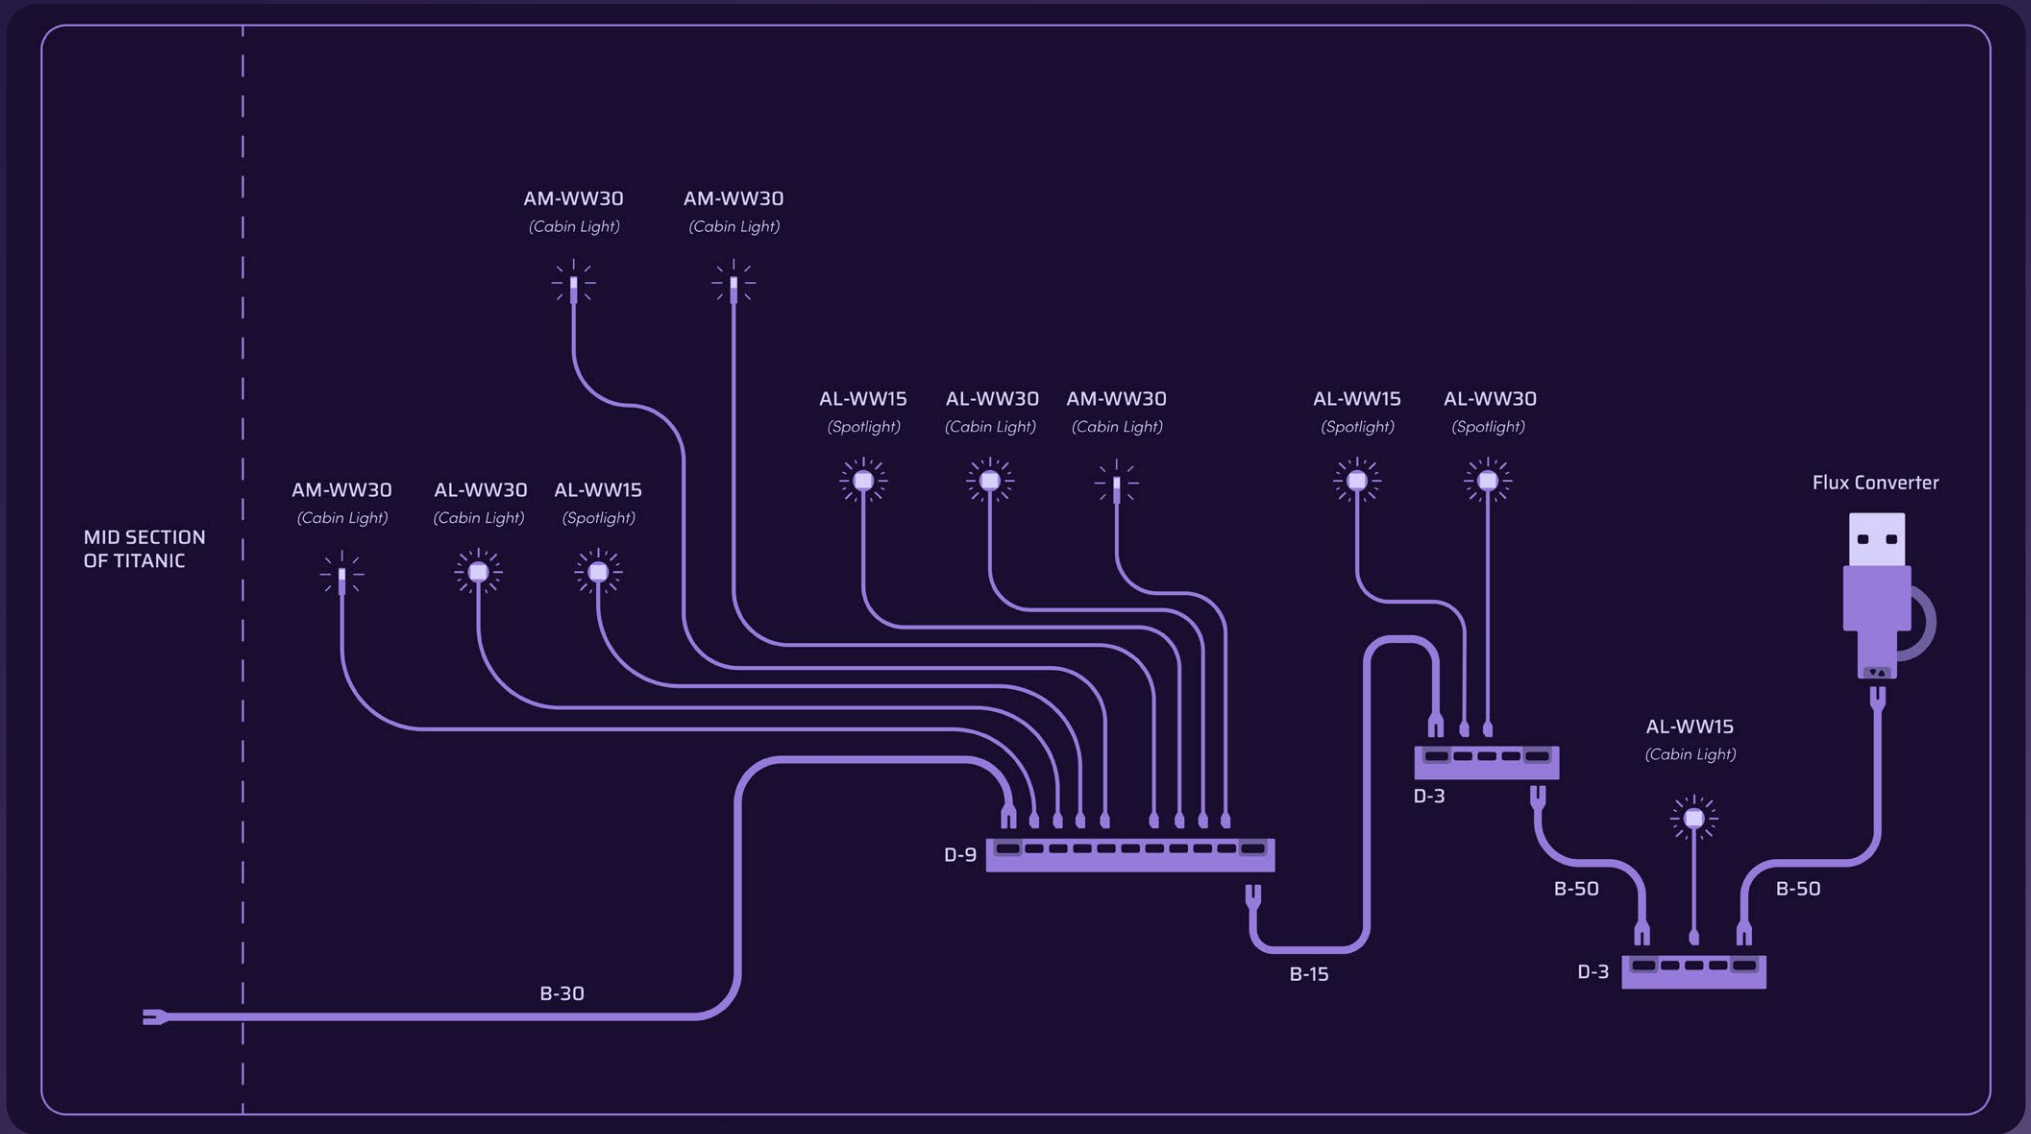 AM-WW30
(Cabin Light)
AM-WW30
(Cabin Light)
AL-WW15
(Spotlight)
AL-WW30
(Cabin Light)
AM-WW30
(Cabin Light)
AL-WW15
(Spotlight)
AL-WW30
(Spotlight)
AM-WW30
(Cabin Light)
AL-WW30
(Cabin Light)
AL-WW15
(Spotlight)
Flux Converter
MID SECTION
OF TITANIC
AL-WW15
(Cabin Light)
D-3
D-9
B-50
B-50
B-15
D-3
B-30